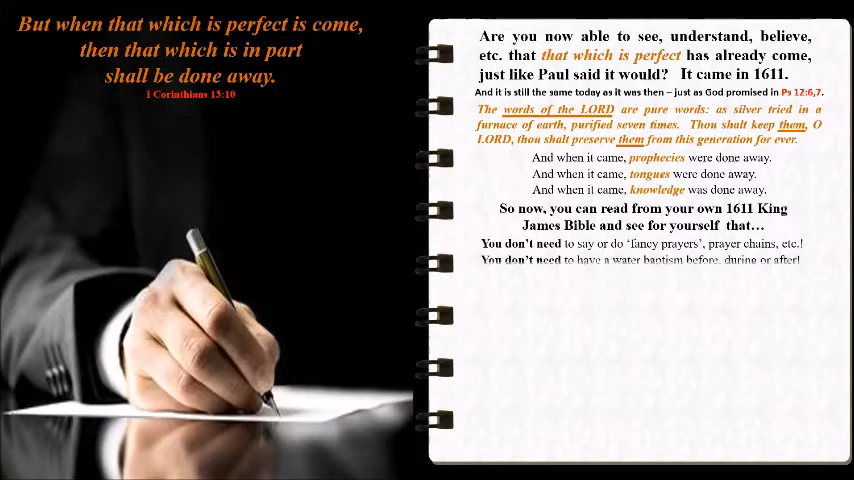 But when that which is perfect is come,
then that which is in part
shall be done away.
I Corinthians 13:10
Are you now able to see, understand, believe,
etc. that that which is perfect has already come,
just like Paul said it would? It came in 1611.
And it is still the same today as it was then – just as God promised in Ps 12:6,7.
The words of the LORD are pure words: as silver tried in a
furnace of earth, purified seven times. Thou shalt keep them, O
LORD, thou shalt preserve them from this generation for ever.
And when it came, prophecies were done away.
And when it came, tongues were done away.
And when it came, knowledge was done away.
So now, you can read from your own 1611 King
James Bible and see for yourself that…
You don't need to say or do ‘fancy prayers’, prayer chains, etc.!
You don't need to have a water baptism before, during or after!